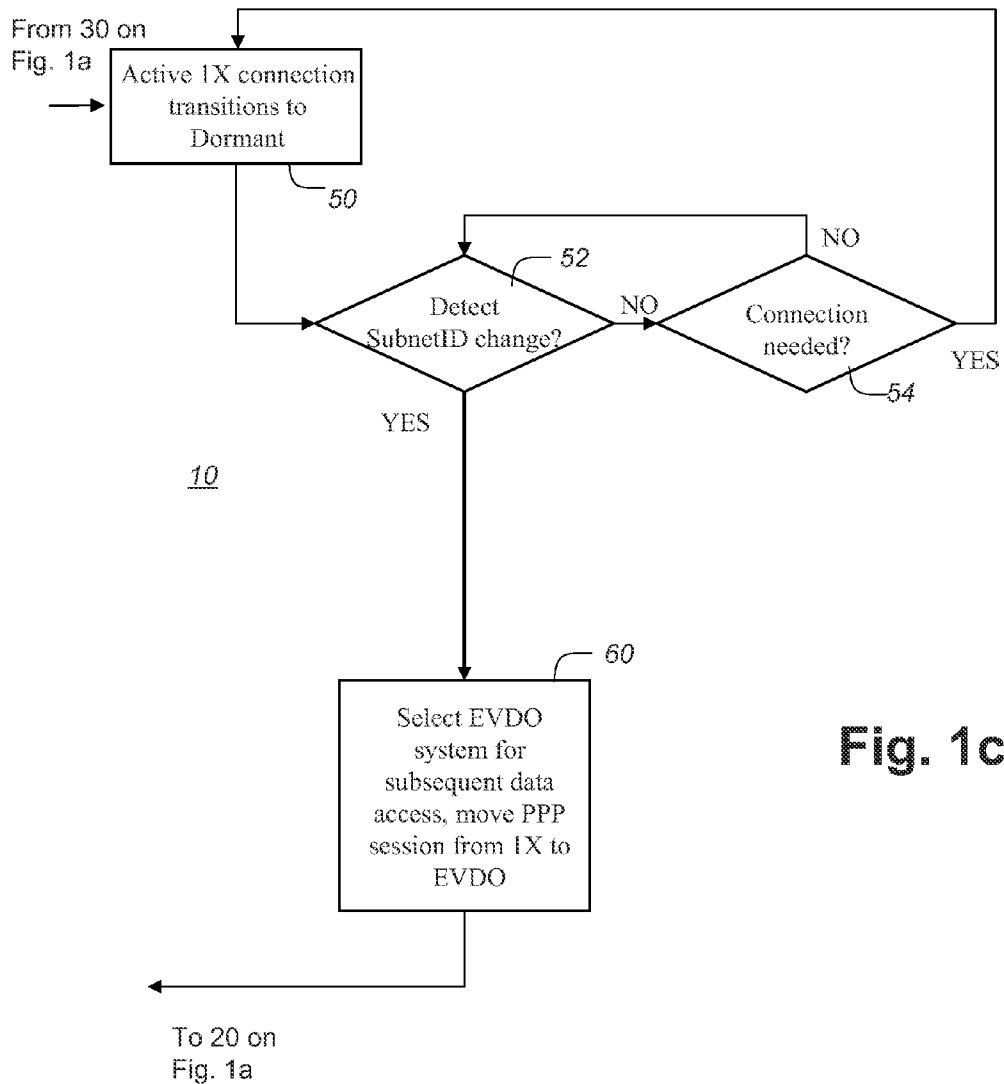 From 30 on
Fig. 1a
Active 1X connection
transitions to
Dormant
50
52
NO
Detect
SubnetID change?
NO
Connection
needed?
YES
54
YES
10
60
Select EVDO
system for
subsequent data
access, move PPP
session from 1X to
EVDO
Fig. 1c
To 20 on
Fig. 1a